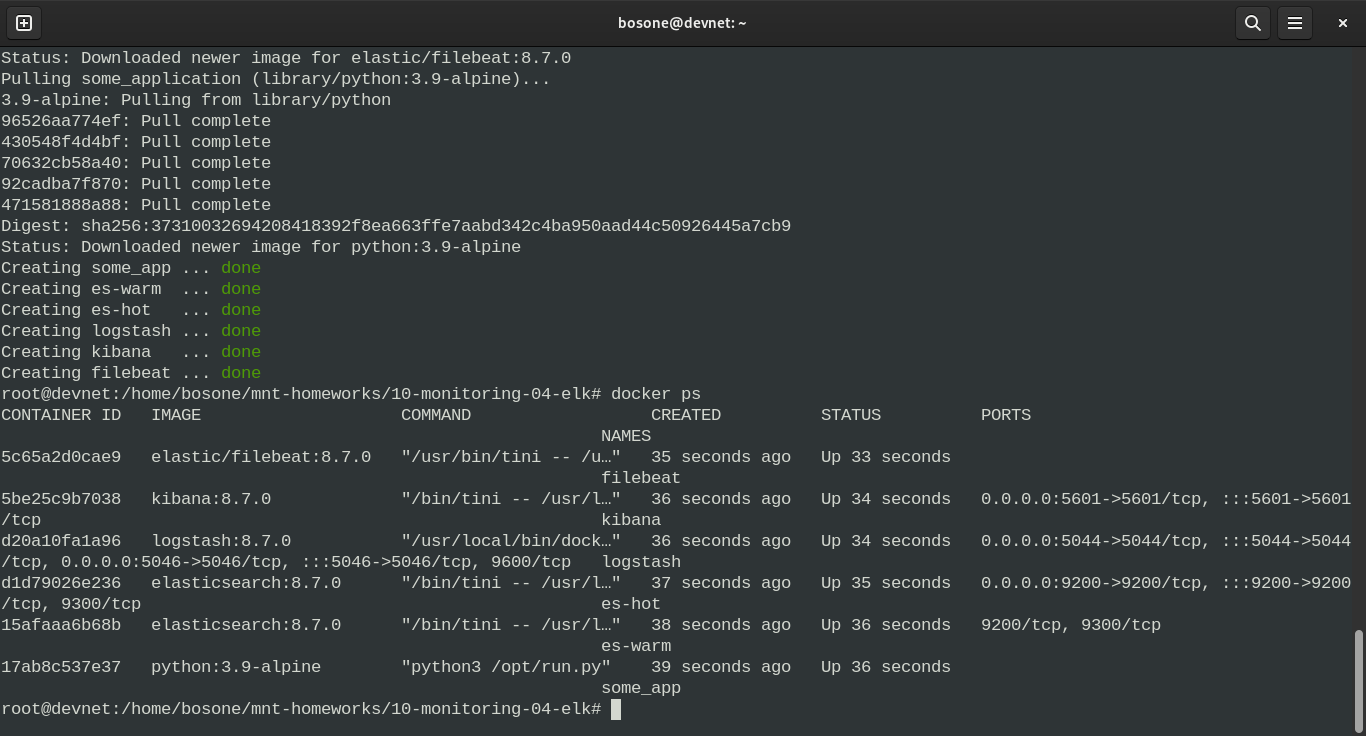 bosone@devnet: ~
Status: Downloaded newer image for elastic/filebeat:8.7.0
Pulling some_application (library/python:3.9-alpine)...
3.9-alpine: Pulling from library/python
96526aa774ef: Pull complete
430548f4d4bf: Pull complete
70632cb58a40: Pull complete
92cadba7f870: Pull complete
471581888a88: Pull complete
Digest: sha256:37310032694208418392f8ea663ffe7aabd342c4ba950aad44c50926445a7cb9
Status: Downloaded newer image for python:3.9-alpine
Creating some_app ... done
Creating es-warm  ... done
Creating es-hot   ... done
Creating logstash ... done
Creating kibana   ... done
Creating filebeat ... done
root@devnet:/home/bosone/mnt-homeworks/10-monitoring-04-elk# docker ps
CONTAINER ID   IMAGE                    COMMAND                  CREATED          STATUS          PORTS
NAMES
5c65a2d0cae9   elastic/filebeat:8.7.0   "/usr/bin/tini -- /u…"   35 seconds ago   Up 33 seconds
filebeat
5be25c9b7038   kibana:8.7.0             "/bin/tini -- /usr/l…"   36 seconds ago   Up 34 seconds   0.0.0.0:5601->5601/tcp, :::5601->5601
/tcp                                                        kibana
d20a10fa1a96   logstash:8.7.0           "/usr/local/bin/dock…"   36 seconds ago   Up 34 seconds   0.0.0.0:5044->5044/tcp, :::5044->5044
/tcp, 0.0.0.0:5046->5046/tcp, :::5046->5046/tcp, 9600/tcp   logstash
d1d79026e236   elasticsearch:8.7.0      "/bin/tini -- /usr/l…"   37 seconds ago   Up 35 seconds   0.0.0.0:9200->9200/tcp, :::9200->9200
/tcp, 9300/tcp                                              es-hot
15afaaa6b68b   elasticsearch:8.7.0      "/bin/tini -- /usr/l…"   38 seconds ago   Up 36 seconds   9200/tcp, 9300/tcp
es-warm
17ab8c537e37   python:3.9-alpine        "python3 /opt/run.py"    39 seconds ago   Up 36 seconds
some_app
root@devnet:/home/bosone/mnt-homeworks/10-monitoring-04-elk#